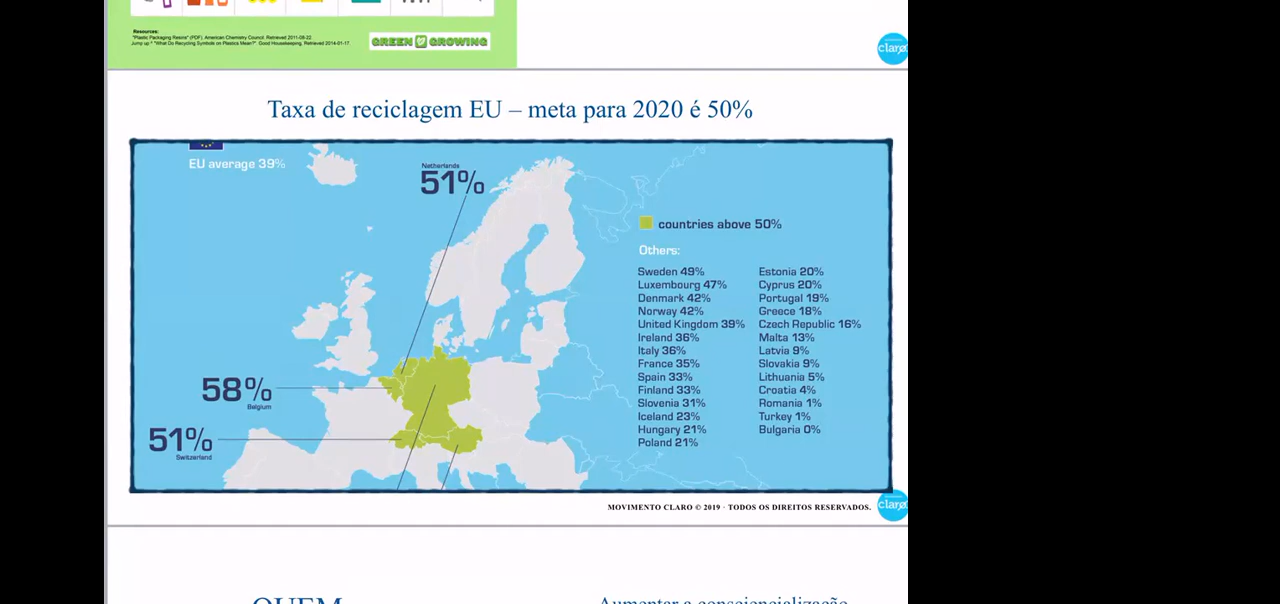 Resources:
"Plastic Packaging Resins" (PDF). American Chemistry Council. Retrieved 2011-08-22.
Jump up^ "What Do Recycling Symbols on Plastics Mean?". Good Housekeeping. Retrieved 2014-01-17.
GREEN GROWING
claro
Taxa de reciclagem EU – meta para 2020 é 50%
EU average 39%
Netherlands
51%
58%
Belgium
51%
Switzerland
countries above 50%
Others:
Sweden 49%
Luxembourg 47%
Denmark 42%
Norway 42%
United Kingdom 39%
Ireland 36%
Italy 36%
France 35%
Spain 33%
Finland 33%
Slovenia 31%
Iceland 23%
Hungary 21%
Poland 21%
Estonia 20%
Cyprus 20%
Portugal 19%
Greece 18%
Czech Republic 16%
Malta 13%
Latvia 9%
Slovakia 9%
Lithuania 5%
Croatia 4%
Romania 1%
Turkey 1%
Bulgaria 0%
MOVIMENTO CLARO © 2019 · TODOS OS DIREITOS RESERVADOS.
claro
QUEM
Aumentar a consciencialização